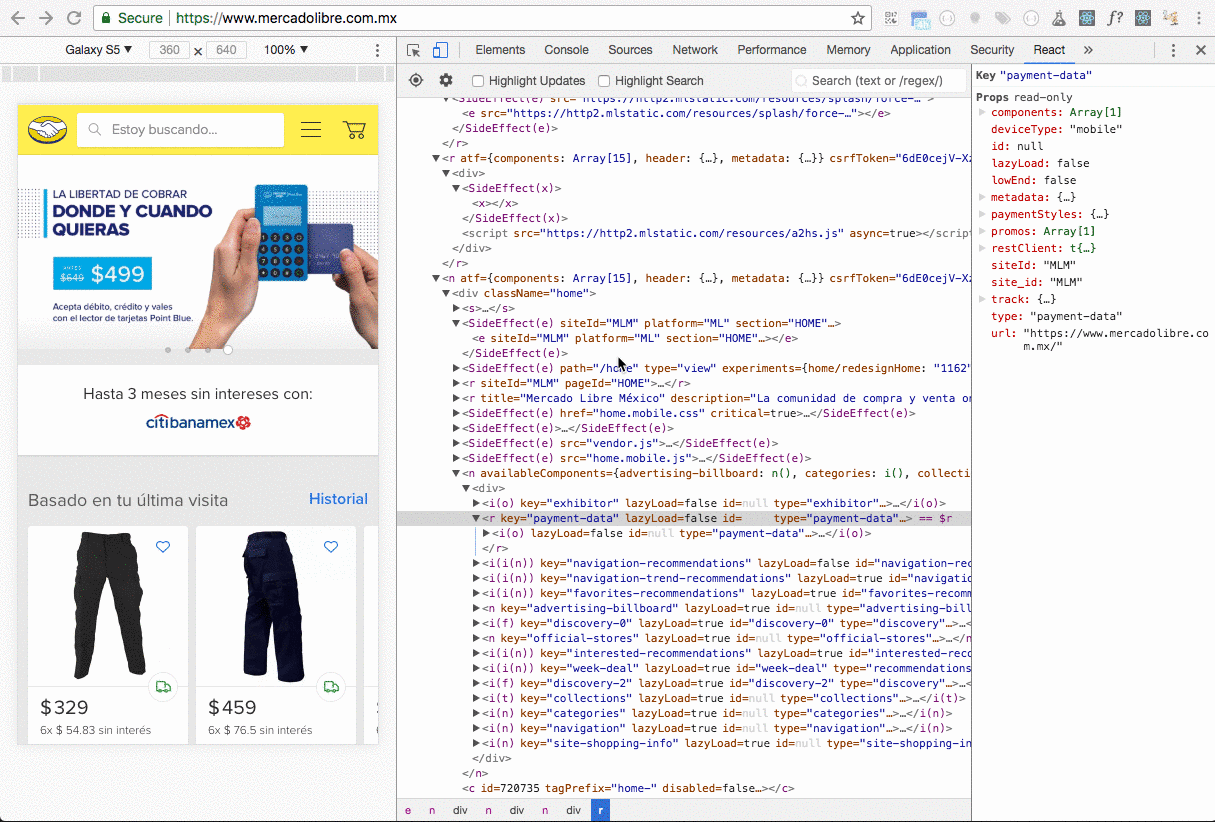 Secure https://www.mercadolibre.com.mx
Galaxy S5 ▼ 360 × 640 100% ▼
Elements Console Sources Network Performance Memory Application Security React »
Highlight Updates Highlight Search Search (text or /regex/)
Estoy buscando...
LA LIBERTAD DE COBRAR
DONDE Y CUANDO
QUIERAS
$649 $499
Acepta débito, crédito y vales
con el lector de tarjetas Point Blue.
Hasta 3 meses sin intereses con:
citibanamex
Basado en tu última visita Historial
$ 329
6x $ 54.83 sin interés
$ 459
6x $ 76.5 sin interés
<SideEffect(e) src="https://http2.mlstatic.com/resources/splash/force-…">
<e src="https://http2.mlstatic.com/resources/splash/force-…"></e>
</SideEffect(e)>
</r>
<r atf={components: Array[15], header: {…}, metadata: {…}} csrfToken="6dE0cejV-Xz
<div>
<SideEffect(x)>
<x></x>
</SideEffect(x)>
<script src="https://http2.mlstatic.com/resources/a2hs.js" async=true></script
</div>
</r>
<n atf={components: Array[15], header: {…}, metadata: {…}} csrfToken="6dE0cejV-Xz
<div className="home">
<s>…</s>
<SideEffect(e) siteId="MLM" platform="ML" section="HOME"…>
<e siteId="MLM" platform="ML" section="HOME"…></e>
</SideEffect(e)>
<SideEffect(e) path="/home" type="view" experiments={home/redesignHome: "1162"
<r siteId="MLM" pageId="HOME">…</r>
<r title="Mercado Libre México" description="La comunidad de compra y venta on
<SideEffect(e) href="home.mobile.css" critical=true>…</SideEffect(e)>
<SideEffect(e)>…</SideEffect(e)>
<SideEffect(e) src="vendor.js">…</SideEffect(e)>
<SideEffect(e) src="home.mobile.js">…</SideEffect(e)>
<n availableComponents={advertising-billboard: n(), categories: i(), collecti
<div>
<i(o) key="exhibitor" lazyLoad=false id=null type="exhibitor"…>…</i(o)>
<r key="payment-data" lazyLoad=false id= type="payment-data"…> == $r
<i(o) lazyLoad=false id=null type="payment-data"…>…</i(o)>
</r>
<i(i(n)) key="navigation-recommendations" lazyLoad=false id="navigation-rec
<i(i(n)) key="navigation-trend-recommendations" lazyLoad=true id="navigatio
<i(i(n)) key="favorites-recommendations" lazyLoad=true id="favorites-recomm
<n key="advertising-billboard" lazyLoad=true id=null type="advertising-bill
<i(f) key="discovery-0" lazyLoad=true id="discovery-0" type="discovery"…>…<
<n key="official-stores" lazyLoad=true id=null type="official-stores"…>…</n
<i(i(n)) key="interested-recommendations" lazyLoad=true id="interested-reco
<i(i(n)) key="week-deal" lazyLoad=true id="week-deal" type="recommendations
<i(f) key="discovery-2" lazyLoad=true id="discovery-2" type="discovery"…>…<
<i(t) key="collections" lazyLoad=true id=null type="collections"…>…</i(t)>
<i(n) key="categories" lazyLoad=true id=null type="categories"…>…</i(n)>
<i(n) key="navigation" lazyLoad=true id=null type="navigation"…>…</i(n)>
<i(n) key="site-shopping-info" lazyLoad=true id=null type="site-shopping-in
</div>
</n>
<c id=720735 tagPrefix="home-" disabled=false…></c>
e n div n div n div r
Key "payment-data"
Props read-only
components: Array[1]
deviceType: "mobile"
id: null
lazyLoad: false
lowEnd: false
metadata: {…}
paymentStyles: {…}
promos: Array[1]
restClient: t{…}
siteId: "MLM"
site_id: "MLM"
track: {…}
type: "payment-data"
url: "https://www.mercadolibre.co
m.mx/"